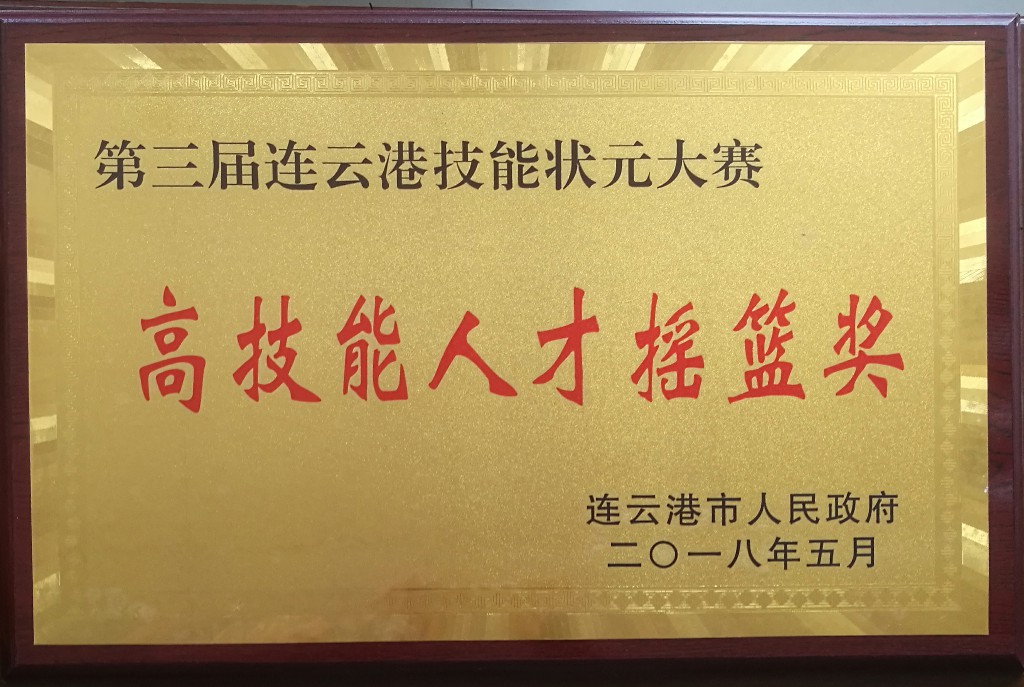 第三届连云港技能状元大赛
高技能人才摇篮奖
连云港市人民政府
二〇一八年五月